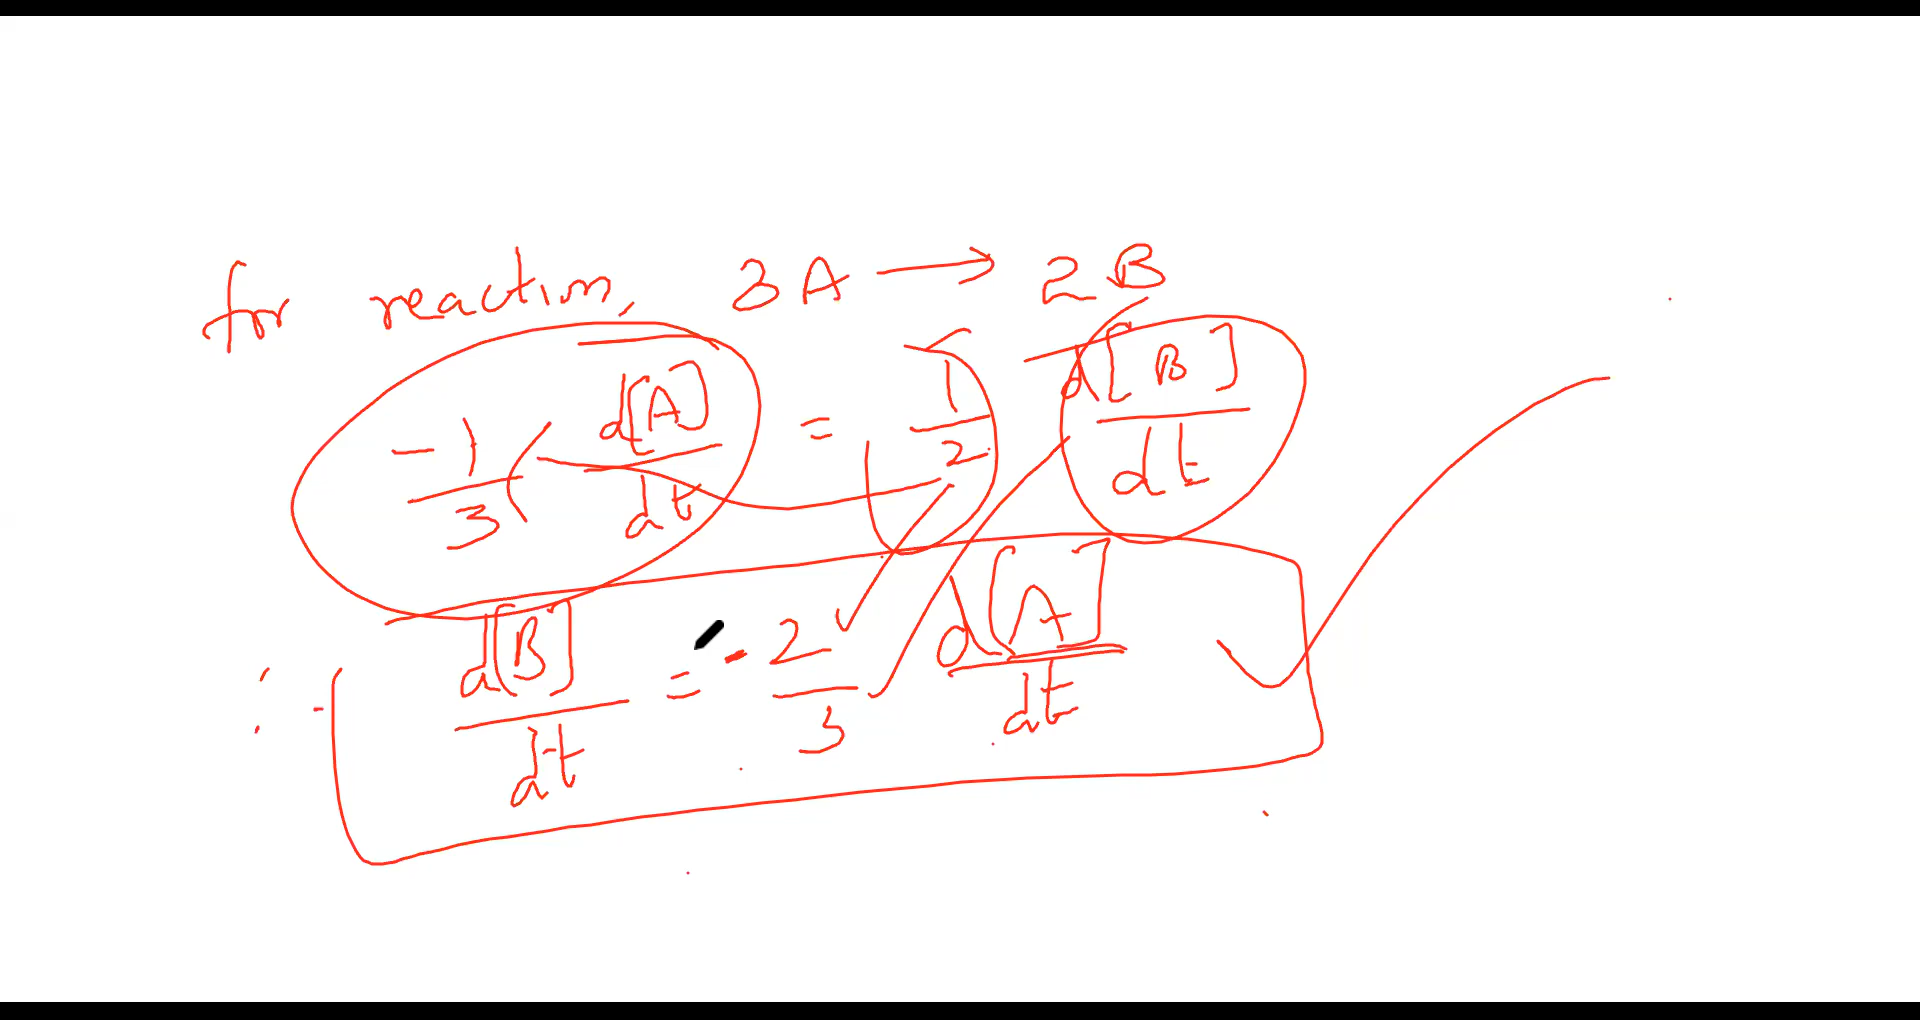 for reaction, 3A → 2B
-1/3 (d[A]/dt = 1/2 d[B]/dt
∴ d[B]/dt = - 2/3 d[A]/dt